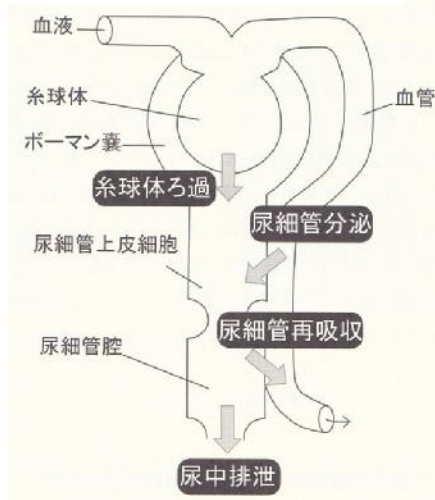 血液
糸球体
血管
ボーマン嚢
糸球体ろ過
尿細管分泌
尿細管上皮細胞
尿細管再吸収
尿細管腔
尿中排泄